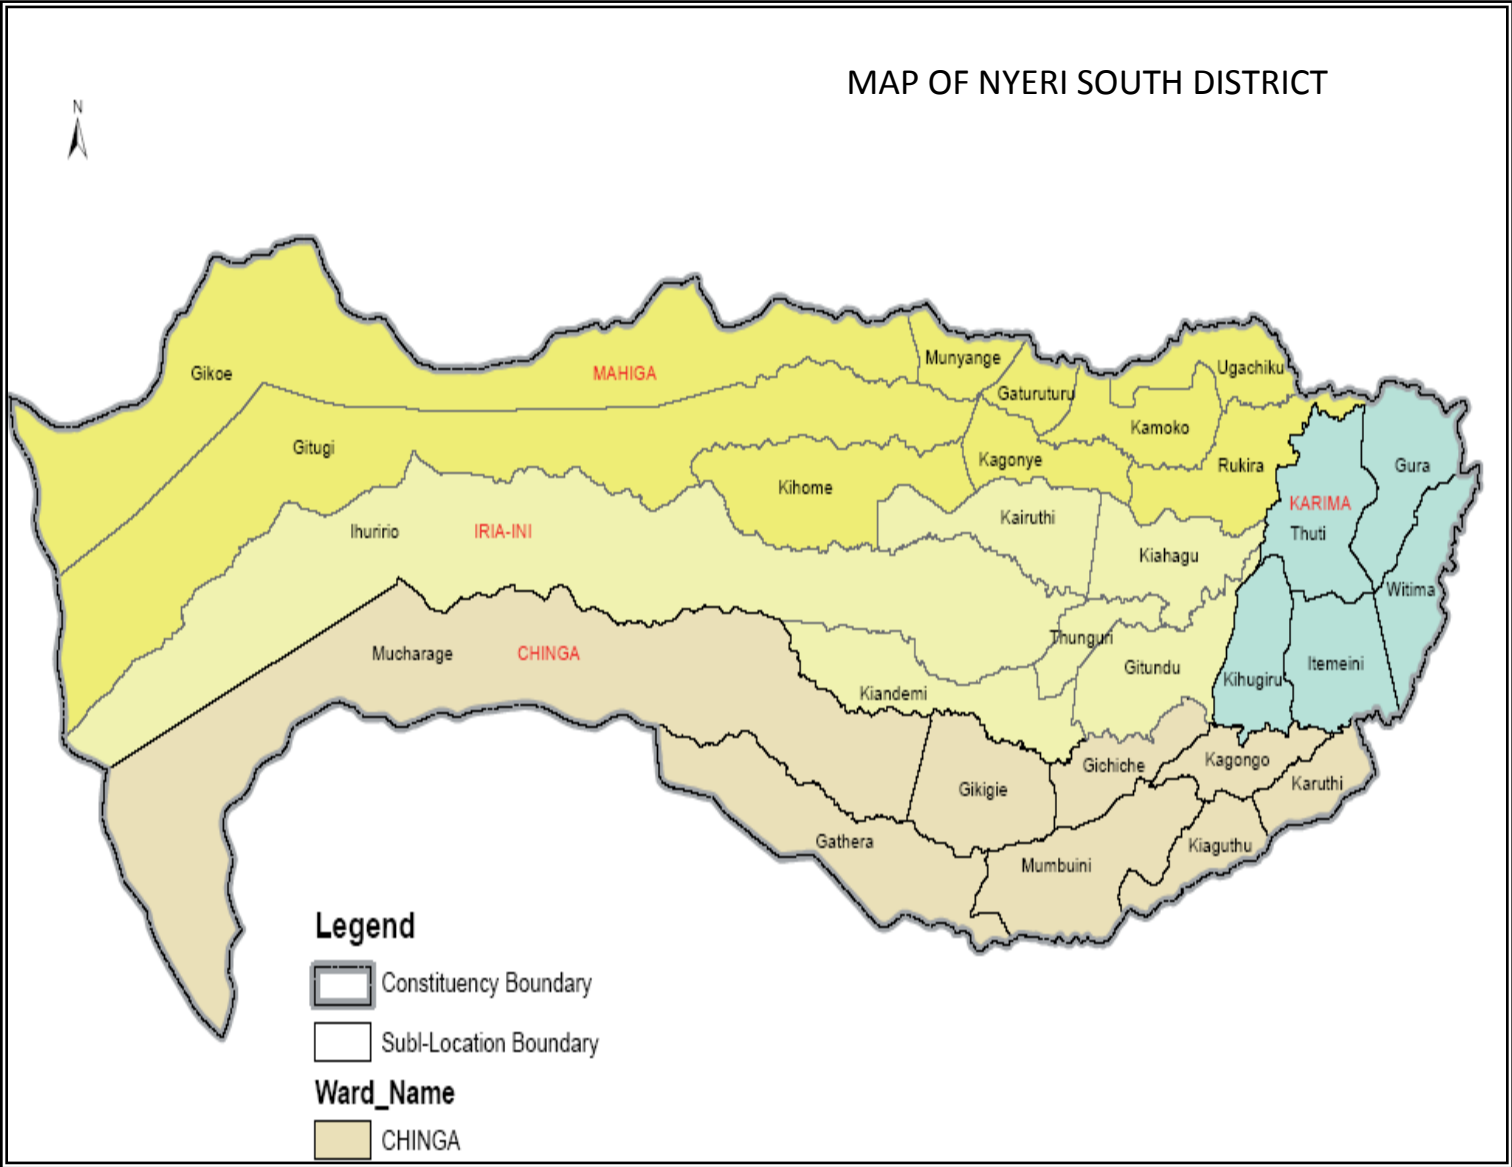 MAP OF NYERI SOUTH DISTRICT
N
Munyange
Ugachiku
Gikoe
MAHIGA
Gaturuturu
Kamoko
Gitugi
Kagonye
Rukira
Gura
Kihome
KARIMA
Kairuthi
Ihuririo
IRIA-INI
Thuti
Kiahagu
Witima
Thunguri
Mucharage
CHINGA
Gitundu
Itemeini
Kihugiru
Kiandemi
Kagongo
Gichiche
Karuthi
Gikigie
Gathera
Kiaguthu
Mumbuini
Legend
Constituency Boundary
Subl-Location Boundary
Ward_Name
CHINGA